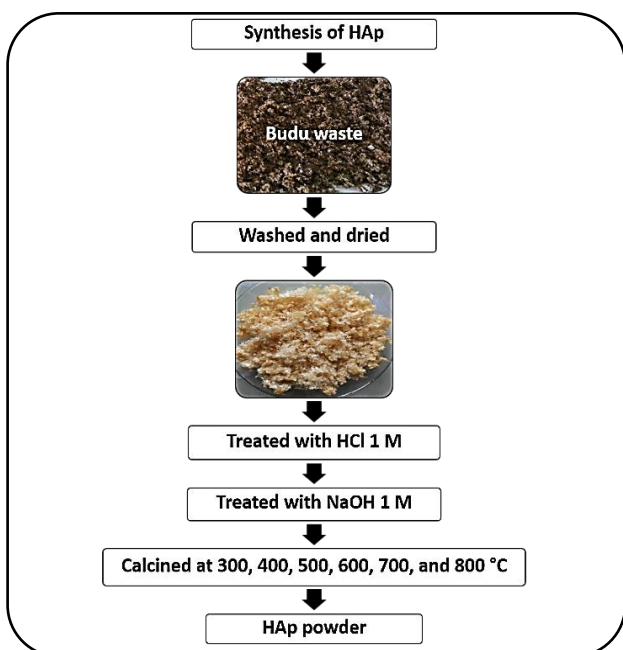 Synthesis of HAp
Budu waste
Washed and dried
Treated with HCl 1 M
Treated with NaOH 1 M
Calcined at 300, 400, 500, 600, 700, and 800 °C
HAp powder